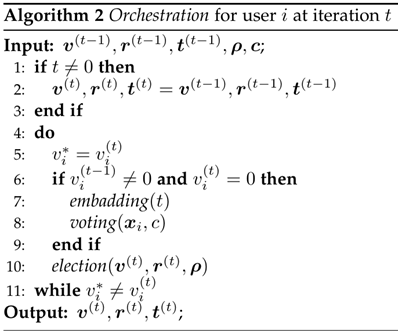 Algorithm 2 Orchestration for user i at iteration t
Input: v^(t−1), r^(t−1), t^(t−1), ρ, c;
1: if t ≠ 0 then
2: v^(t), r^(t), t^(t) = v^(t−1), r^(t−1), t^(t−1)
3: end if
4: do
5: v_i^* = v_i^(t)
6: if v_i^(t−1) ≠ 0 and v_i^(t) = 0 then
7: embadding(t)
8: voting(x_i, c)
9: end if
10: election(v^(t), r^(t), ρ)
11: while v_i^* ≠ v_i^(t)
Output: v^(t), r^(t), t^(t);